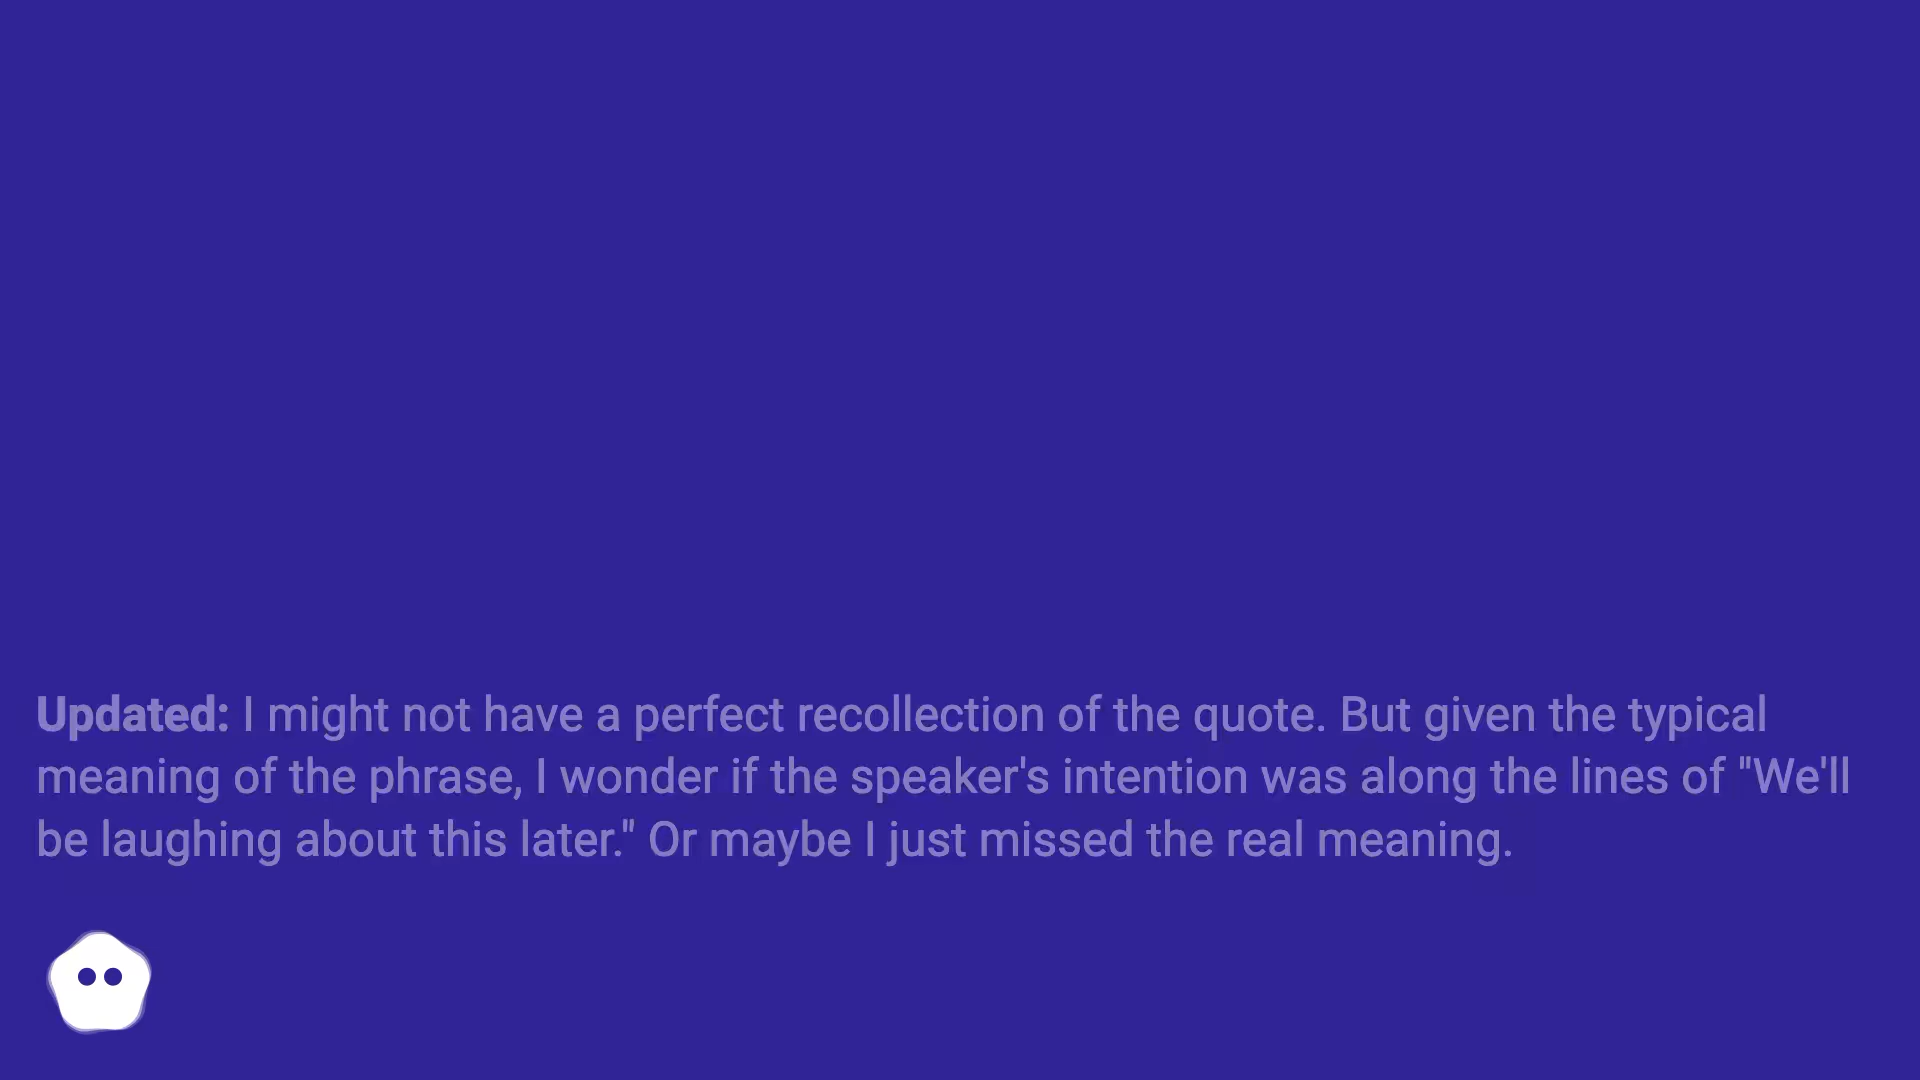 Updated: I might not have a perfect recollection of the quote. But given the typical
meaning of the phrase, I wonder if the speaker's intention was along the lines of "We'll
be laughing about this later." Or maybe I just missed the real meaning.